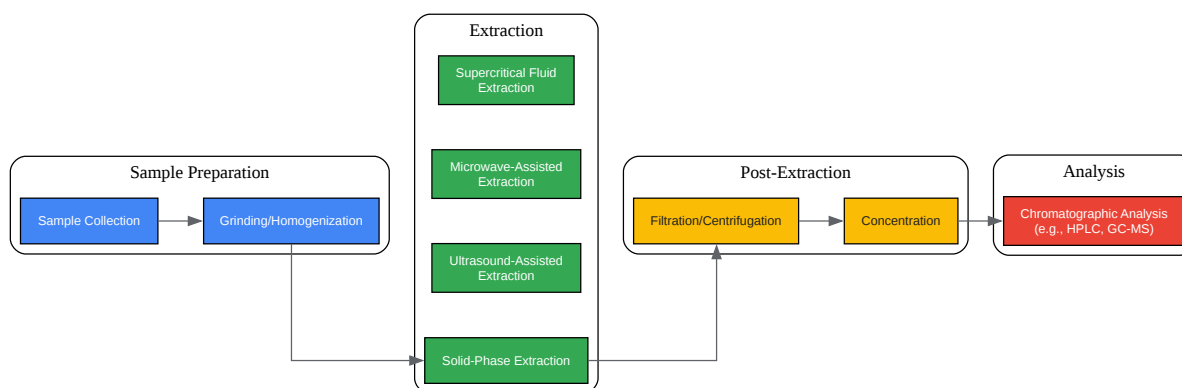 Extraction
Supercritical Fluid
Extraction
Microwave-Assisted
Extraction
Ultrasound-Assisted
Extraction
Solid-Phase Extraction
Sample Preparation
Sample Collection
Grinding/Homogenization
Post-Extraction
Filtration/Centrifugation
Concentration
Analysis
Chromatographic Analysis
(e.g., HPLC, GC-MS)